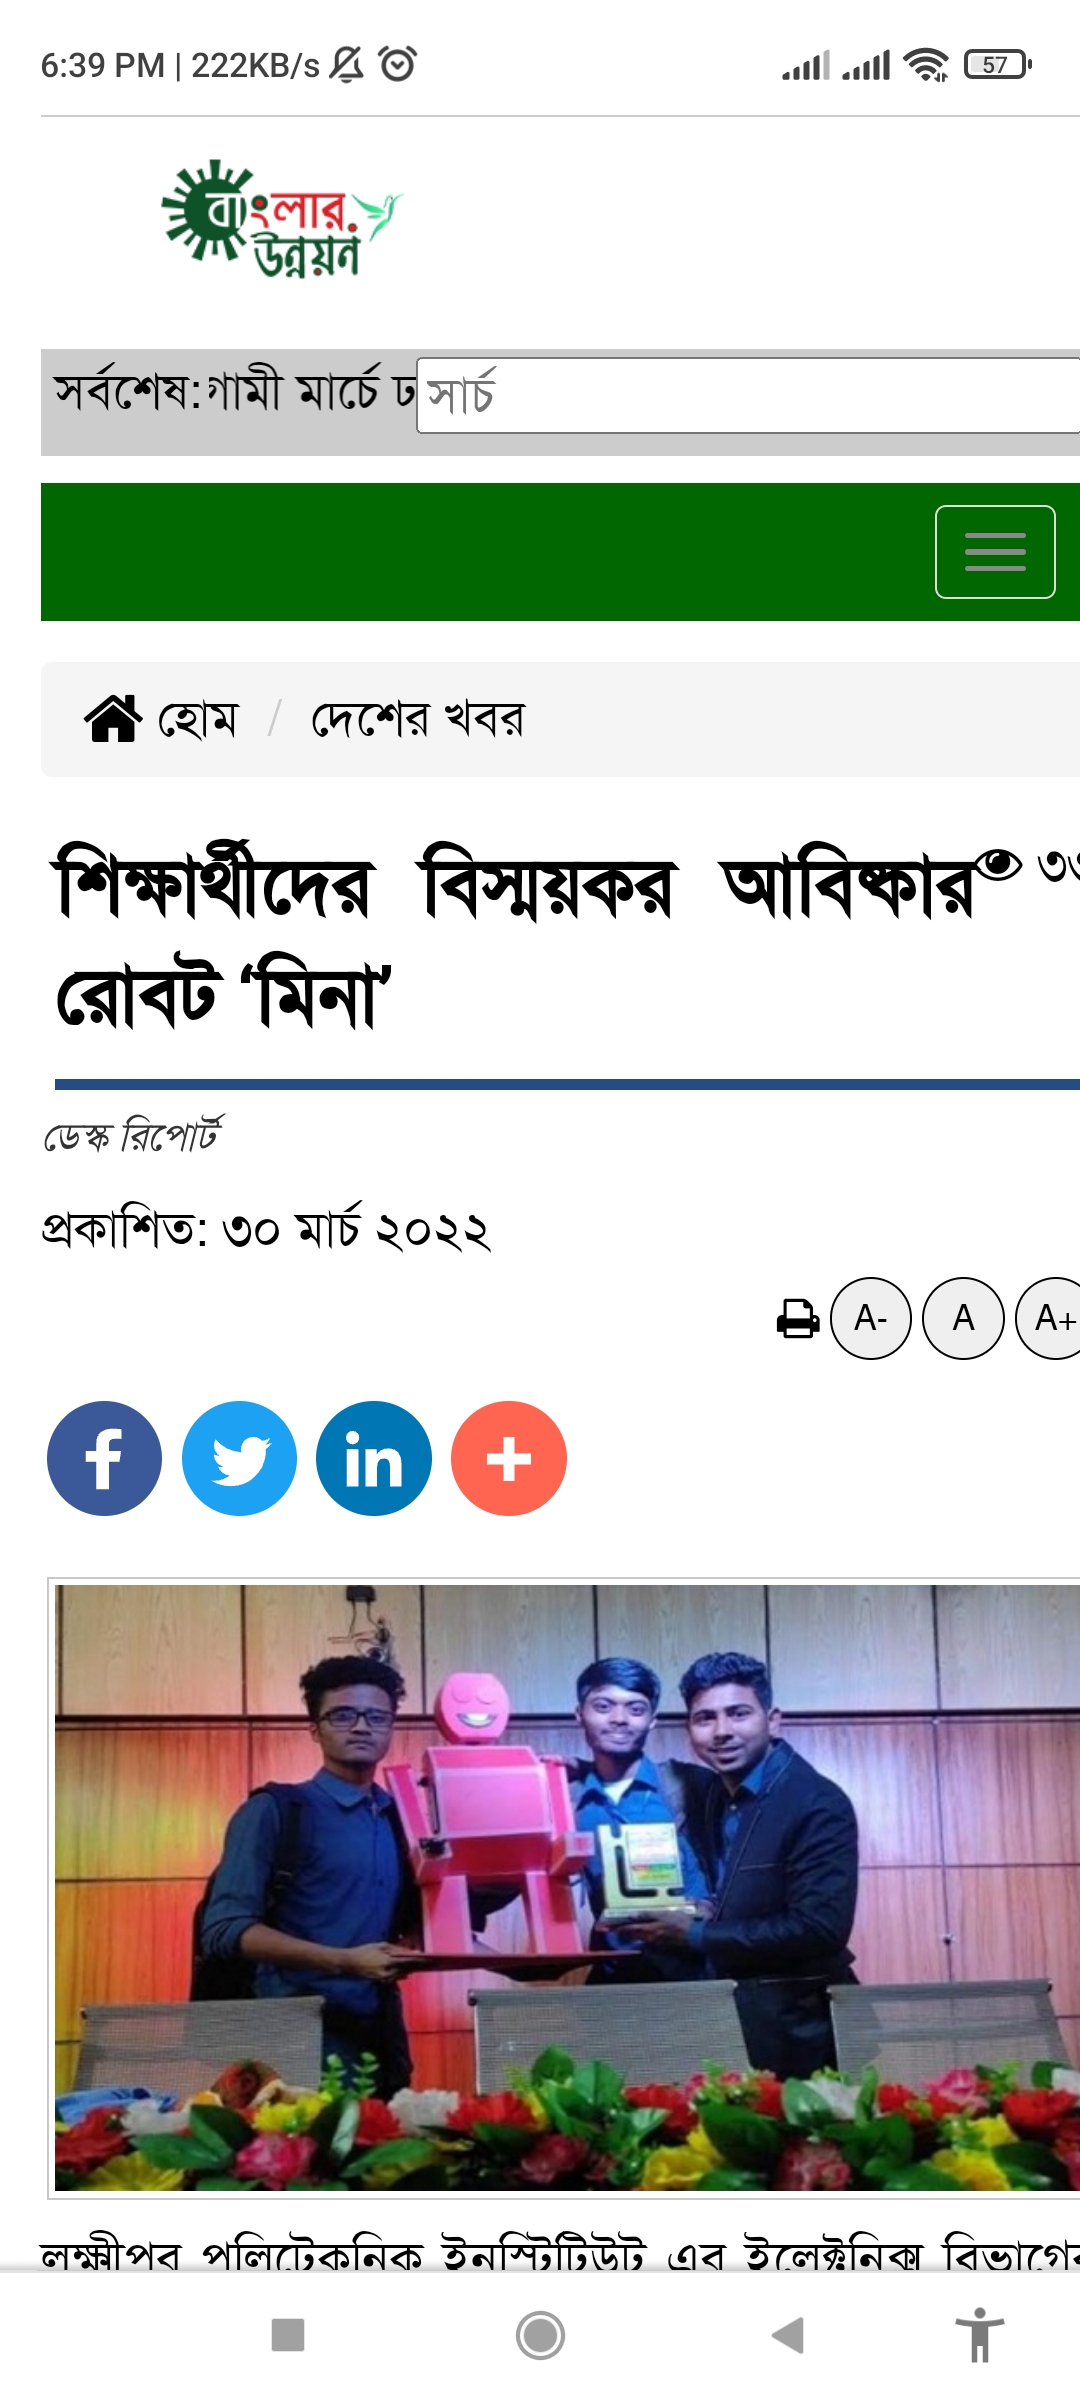 6:39 PM | 222KB/s
57
বাংলার
উন্নয়ন
সর্বশেষ:গামী মার্চে ঢ
সার্চ
হোম / দেশের খবর
শিক্ষার্থীদের বিস্ময়কর আবিষ্কার
রোবট ‘মিনা’
ডেস্ক রিপোর্ট
প্রকাশিত: ৩০ মার্চ ২০২২
A- A A+
লক্ষ্মীপুর পলিটেকনিক ইনস্টিটিউট এর ইলেক্ট্রনিক্স বিভাগের